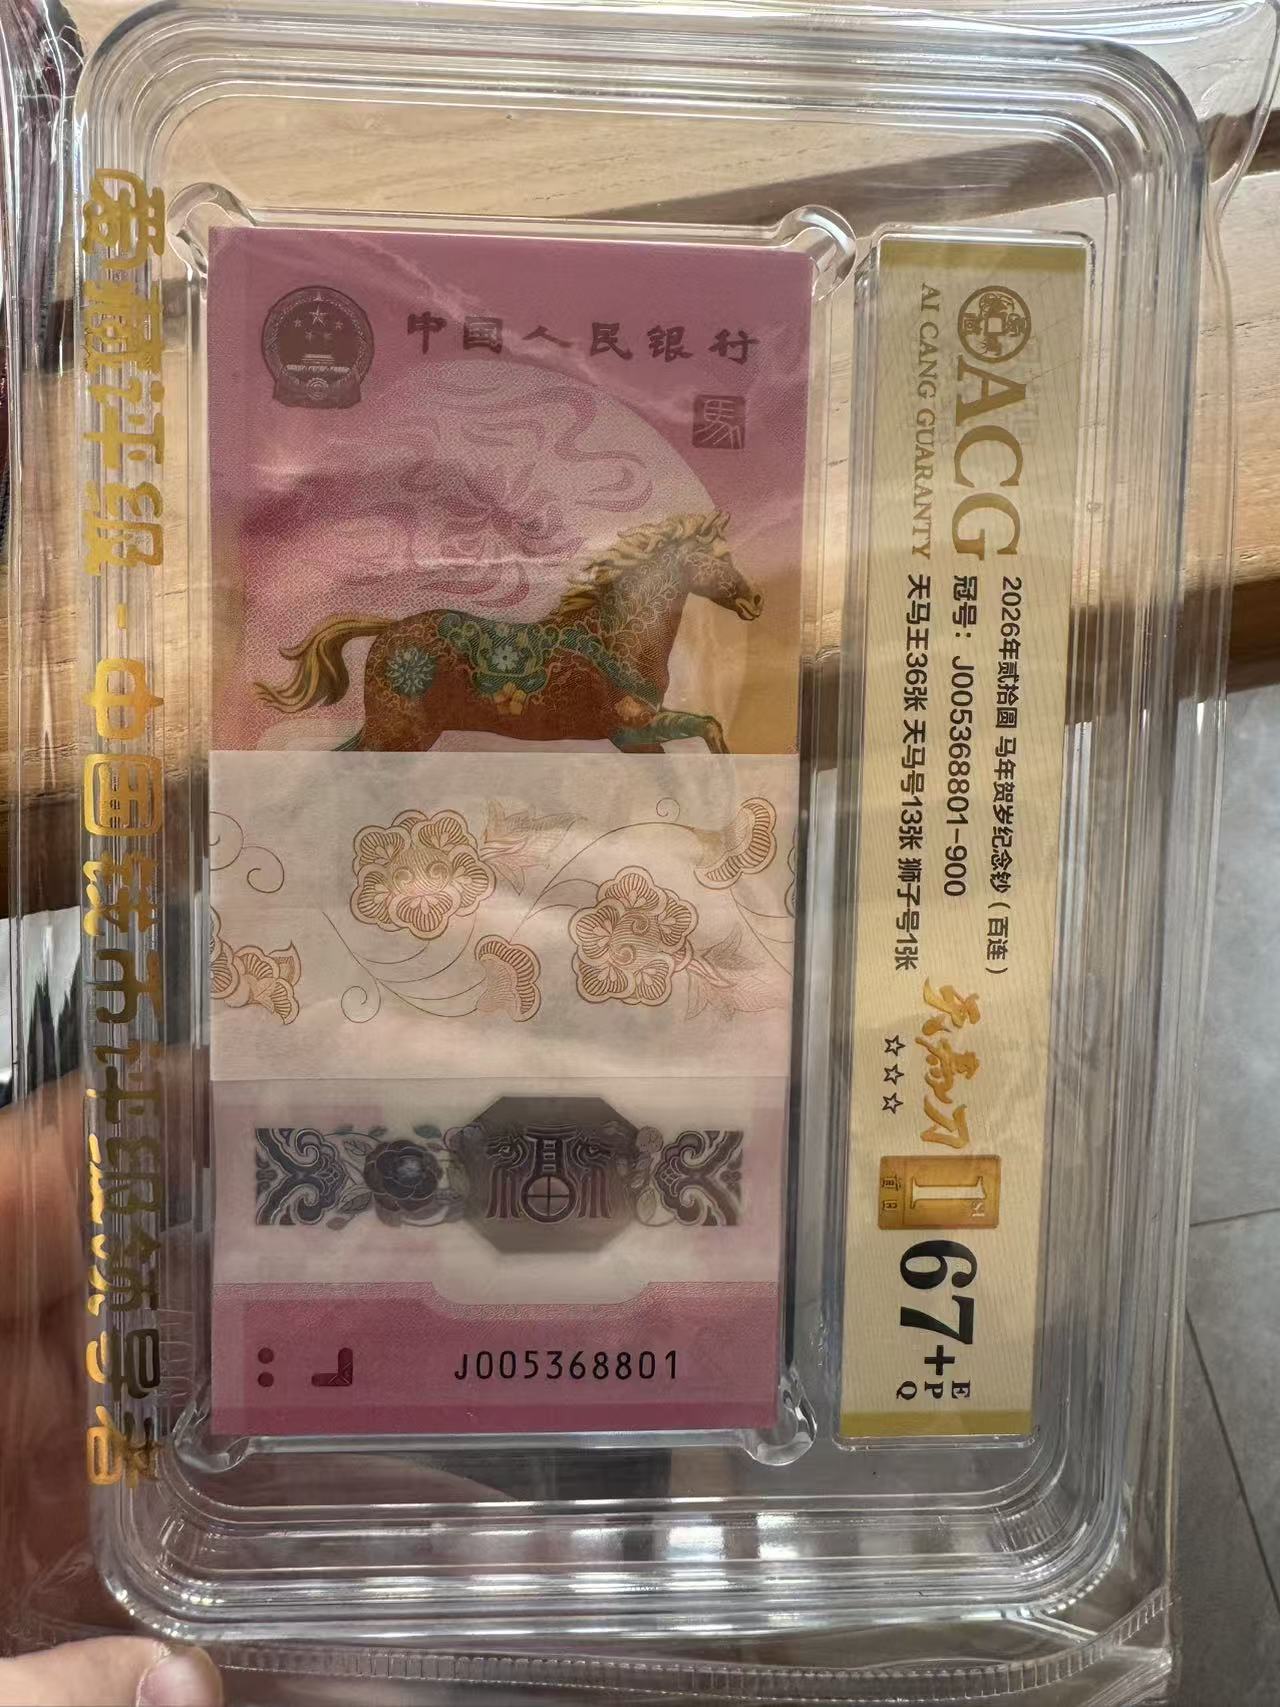 中国人民银行
馬
J005368801
ACG
AI CANG GUARANTY
2026年贰拾圆 马年贺岁纪念钞（百连）
冠号：J005368801-900
天马王36张 天马号13张 狮子号1张
☆☆☆
1st
首日
67+
E
P
Q
爱藏评级-中国钱币评级领导者